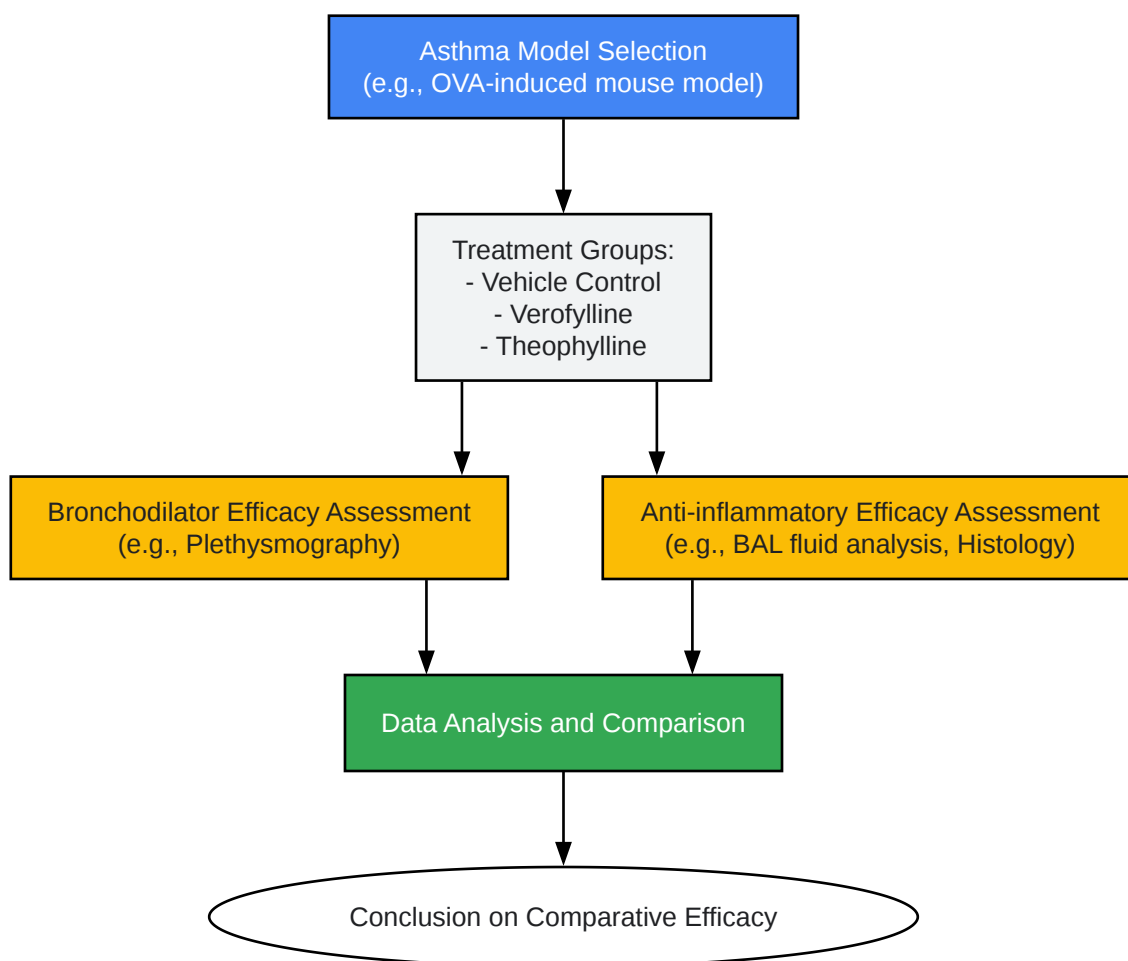 Asthma Model Selection
(e.g., OVA-induced mouse model)
Treatment Groups:
- Vehicle Control
- Verofylline
- Theophylline
Bronchodilator Efficacy Assessment
(e.g., Plethysmography)
Anti-inflammatory Efficacy Assessment
(e.g., BAL fluid analysis, Histology)
Data Analysis and Comparison
Conclusion on Comparative Efficacy